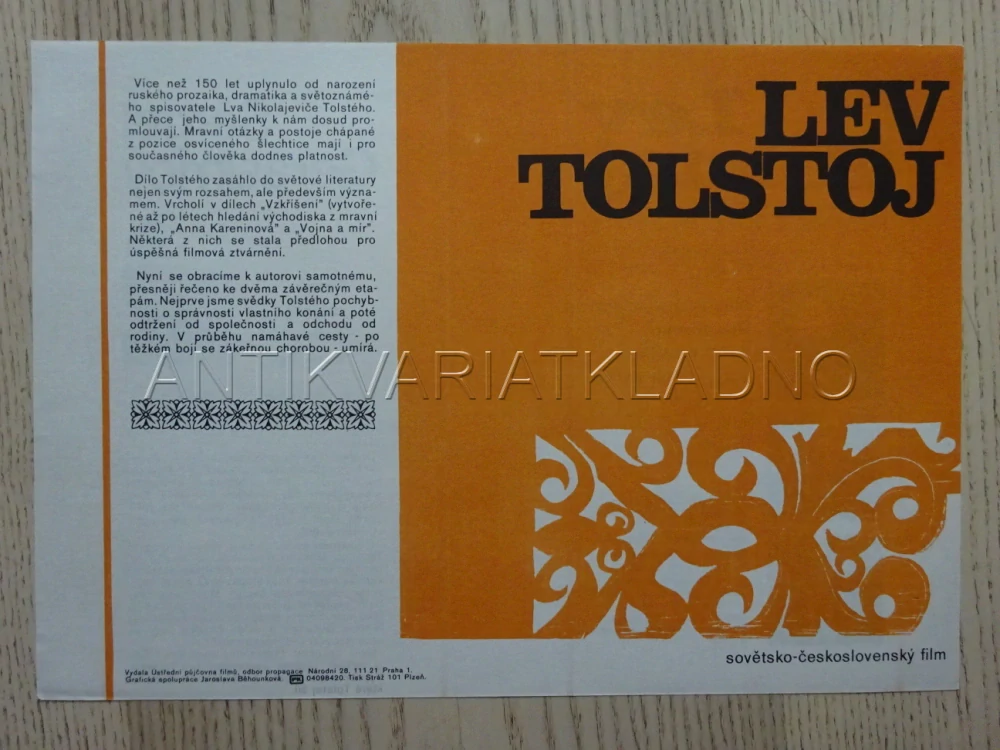 Více než 150 let uplynulo od narození
ruského prozaika, dramatika a světoznámé-
ho spisovatele Lva Nikolajeviče Tolstého.
A přece jeho myšlenky k nám dosud pro-
mlouvají. Mravní otázky a postoje chápané
z pozice osvíceného šlechtice mají i pro
současného člověka dodnes platnost.
Dílo Tolstého zasáhlo do světové literatury
nejen svým rozsahem, ale především význa-
mem. Vrcholí v dílech „Vzkříšení" (vytvoře-
né až po létech hledání východiska z mravní
krize), „Anna Kareninová" a „Vojna a mír".
Některá z nich se stala předlohou pro
úspěšná filmová ztvárnění.
Nyní se obracíme k autorovi samotnému,
přesněji řečeno ke dvěma závěrečným eta-
pám. Nejprve jsme svědky Tolstého pochyb-
nosti o správnosti vlastního konání a poté
odtržení od společnosti a odchodu od
rodiny. V průběhu namáhavé cesty - po
těžkém boji se zákeřnou chorobou - umírá.
ANTIKVARIATKLADNO
Vydala Ústřední půjčovna filmů, odbor propagace Národní 28, 111 21 Praha 1.
Grafická spolupráce Jaroslava Běhounková. 04098420. Tisk Stráž 101 Plzeň.
LEV
TOLSTOJ
sovětsko-československý film